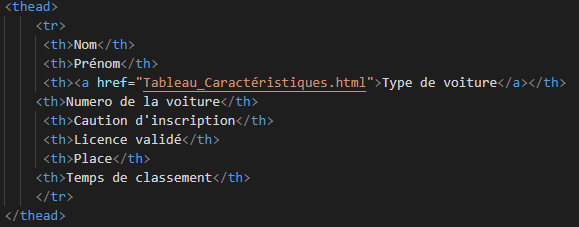 <thead>
<tr>
<th>Nom</th>
<th>Prénom</th>
<th><a href="Tableau_Caractéristiques.html">Type de voiture</a></th>
<th>Numero de la voiture</th>
<th>Caution d'inscription</th>
<th>Licence validé</th>
<th>Place</th>
<th>Temps de classement</th>
</tr>
</thead>